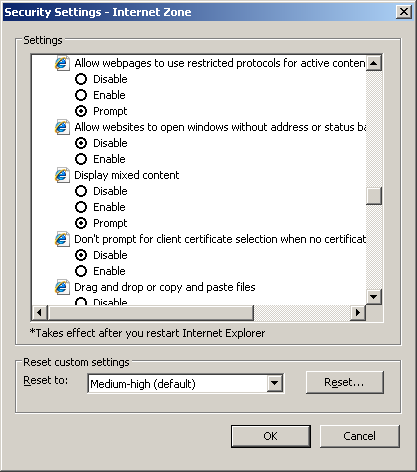 Security Settings - Internet Zone
Settings
Allow webpages to use restricted protocols for active conten
Disable
Enable
Prompt
Allow websites to open windows without address or status ba
Disable
Enable
Display mixed content
Disable
Enable
Prompt
Don't prompt for client certificate selection when no certificat
Disable
Enable
Drag and drop or copy and paste files
Disable
*Takes effect after you restart Internet Explorer
Reset custom settings
Reset to:
Medium-high (default)
Reset...
OK
Cancel